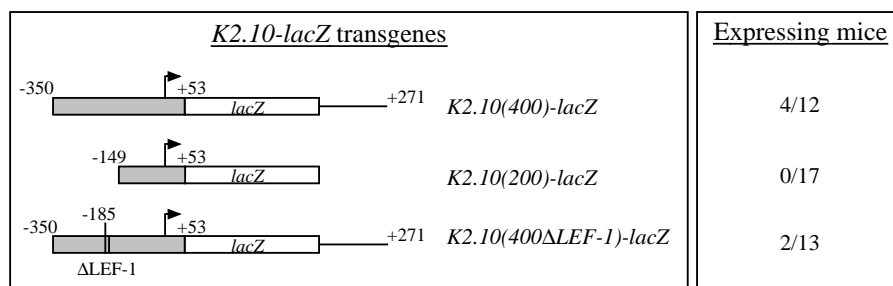 K2.10-lacZ transgenes
Expressing mice
-350
+53
lacZ
+271
K2.10(400)-lacZ
4/12
-149
+53
lacZ
K2.10(200)-lacZ
0/17
-350
-185
+53
lacZ
+271
K2.10(400ΔLEF-1)-lacZ
2/13
ΔLEF-1